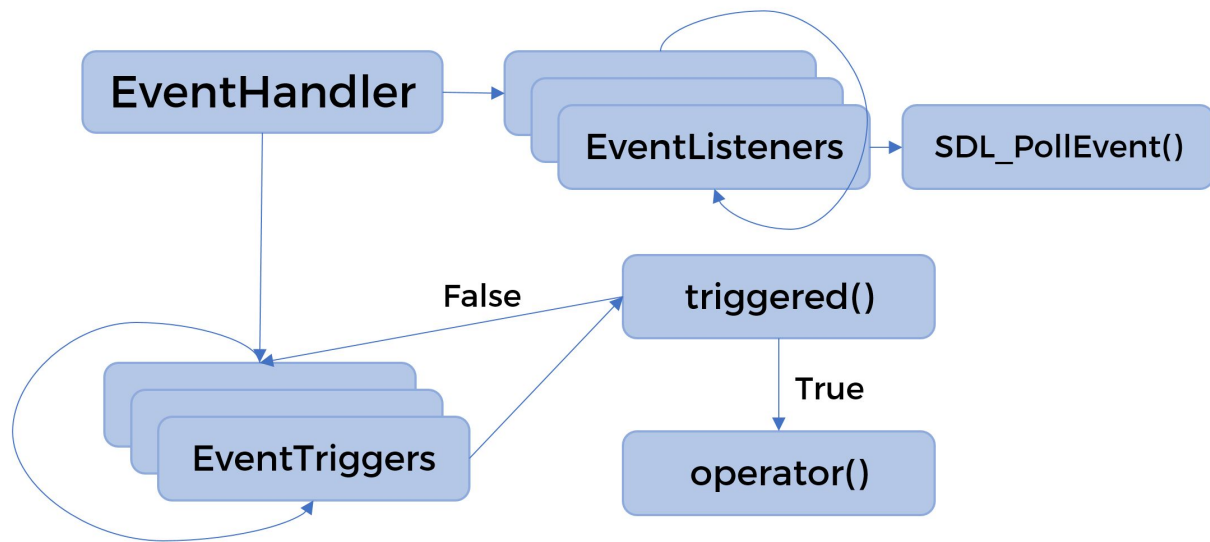 EventHandler
EventListeners
SDL_PollEvent()
False
triggered()
True
EventTriggers
operator()